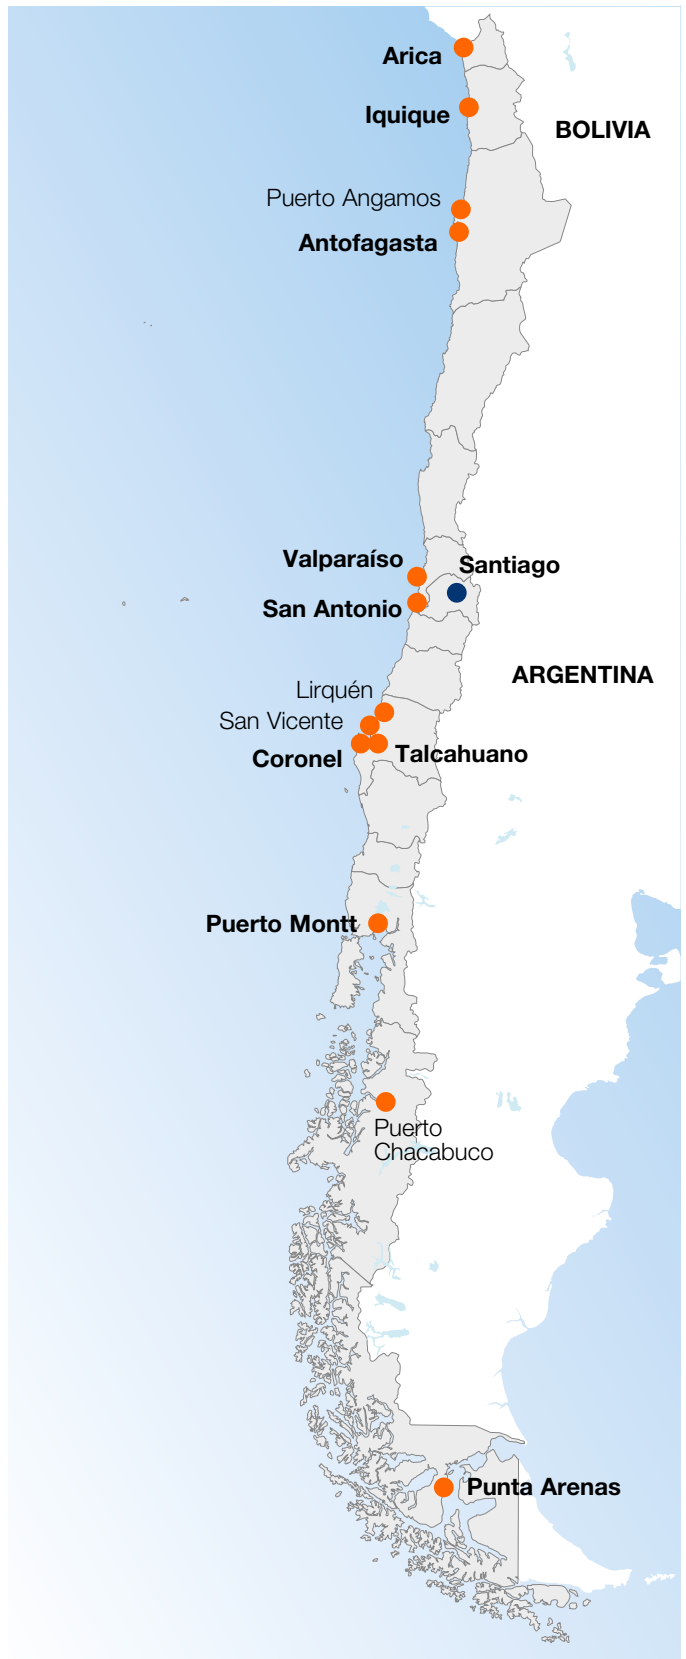 Arica
Iquique
BOLIVIA
Puerto Angamos
Antofagasta
Valparaíso
Santiago
San Antonio
ARGENTINA
Lirquén
San Vicente
Coronel
Talcahuano
Puerto Montt
Puerto
Chacabuco
Punta Arenas